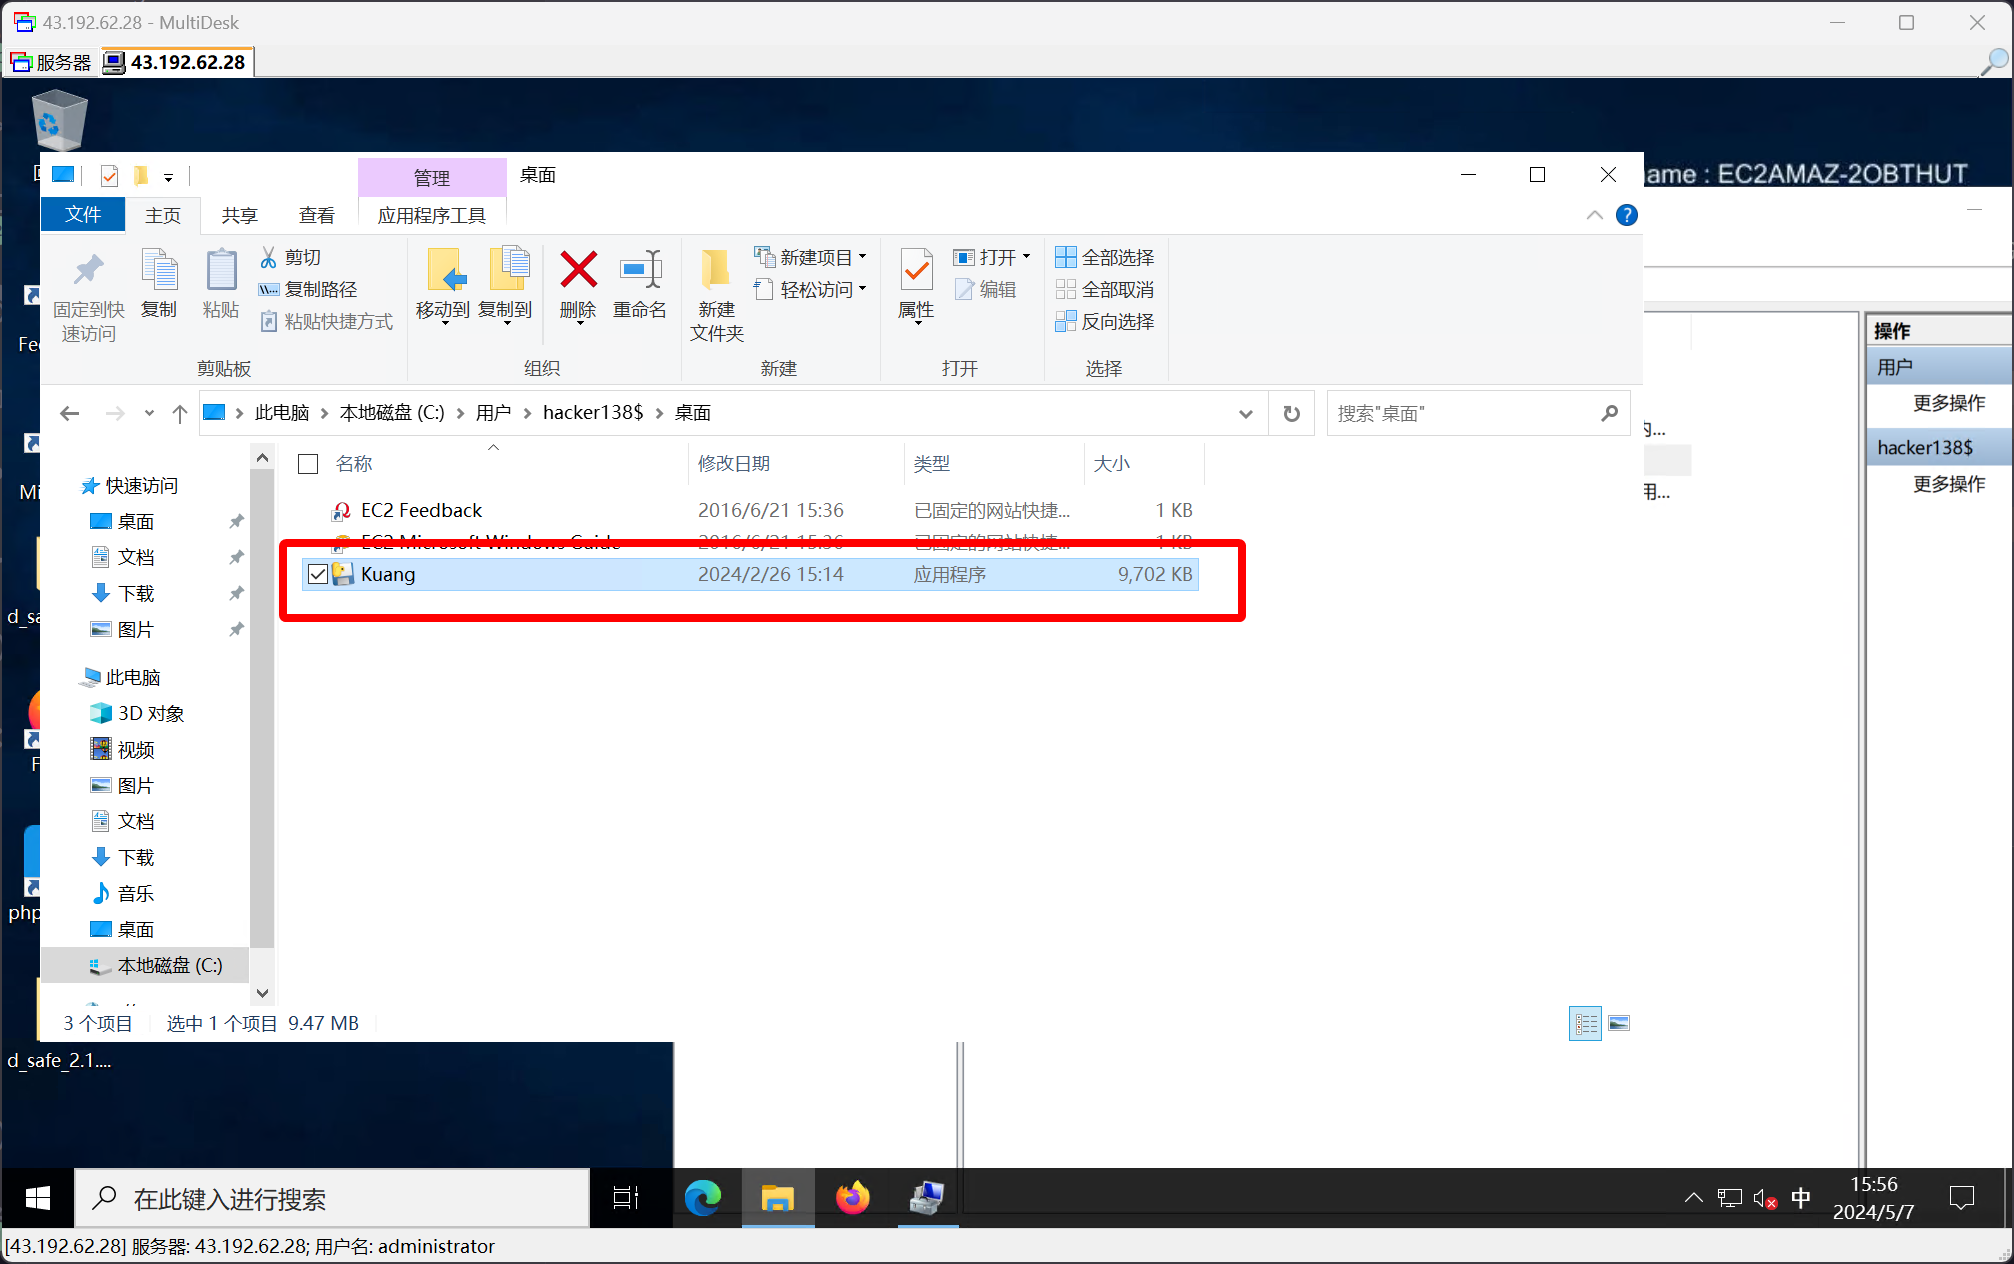 43.192.62.28 - MultiDesk
服务器
43.192.62.28
ame : EC2AMAZ-2OBTHUT
管理
桌面
文件
主页
共享
查看
应用程序工具
固定到快
速访问
复制
粘贴
剪切
复制路径
粘贴快捷方式
剪贴板
移动到
复制到
删除
重命名
组织
新建
文件夹
新建项目
轻松访问
新建
属性
打开
编辑
打开
全部选择
全部取消
反向选择
选择
此电脑
本地磁盘 (C:)
用户
hacker138$
桌面
搜索"桌面"
名称
修改日期
类型
大小
EC2 Feedback
2016/6/21 15:36
已固定的网站快捷...
1 KB
EC2 Microsoft Windows Guide
2016/6/21 15:36
已固定的网站快捷...
1 KB
Kuang
2024/2/26 15:14
应用程序
9,702 KB
快速访问
桌面
文档
下载
图片
此电脑
3D 对象
视频
图片
文档
下载
音乐
桌面
本地磁盘 (C:)
3 个项目
选中 1 个项目 9.47 MB
操作
用户
更多操作
hacker138$
更多操作
用...
Fee
Mi
d_sa
F
php
d_safe_2.1....
在此键入进行搜索
中
15:56
2024/5/7
[43.192.62.28] 服务器: 43.192.62.28; 用户名: administrator